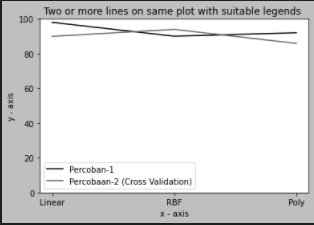 Two or more lines on same plot with suitable legends
100
80
60
40
20
0
y - axis
Percoban-1
Percobaan-2 (Cross Validation)
Linear RBF Poly
x - axis